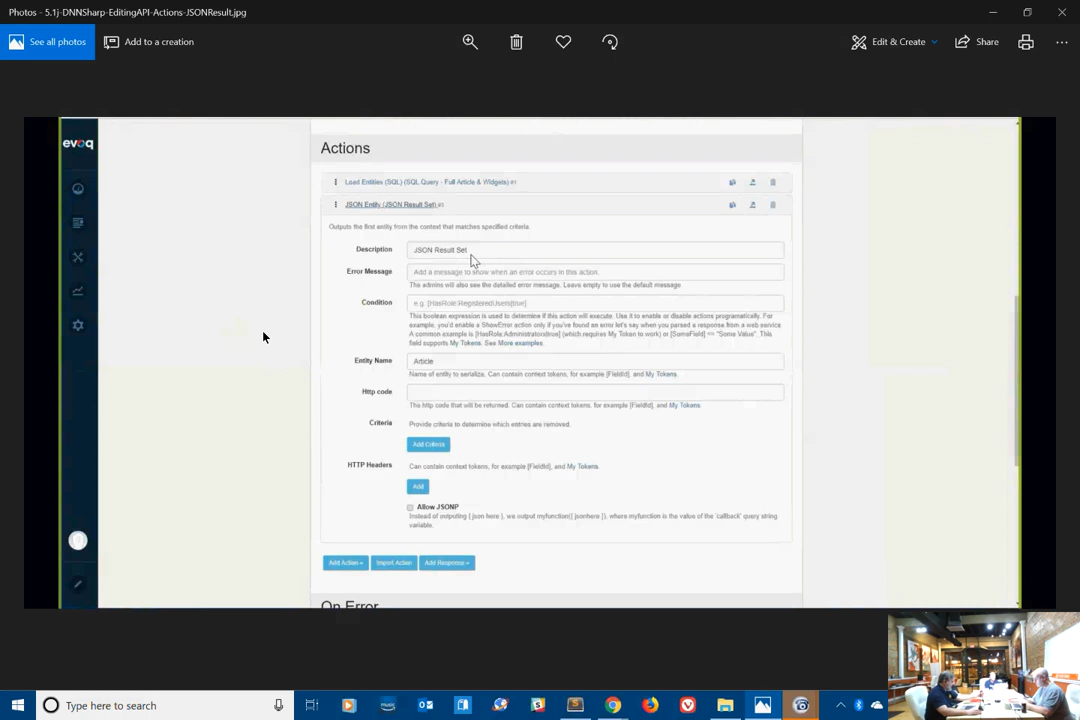 Photos - 5.1j-DNNSharp-EditingAPI-Actions-JSONResult.jpg
See all photos
Add to a creation
Edit & Create
Share
evoq
Actions
Load Entities (SQL) (SQL Query - Full Article & Widgets) #1
JSON Entity (JSON Result Set)
Outputs the first entity from the context that matches specified criteria.
Description
JSON Result Set
Error Message
Add a message to show when an error occurs in this action.
The admins will also see the detailed error message. Leave empty to use the default message
Condition
e.g. [HasRole:RegisteredUsers|true]
This boolean expression is used to determine if this action will execute. Use it to enable or disable actions programatically. For
example, you'd enable a ShowError action only if you've found an error let's say when you parsed a response from a web service
A common example is [HasRole:Administrators|true] (which requires My Token to work) or [SomeField] == "Some Value". This
field supports My Tokens. See More examples.
Entity Name
Article
Name of entity to serialize. Can contain context tokens, for example [FieldId], and My Tokens.
Http code
The http code that will be returned. Can contain context tokens, for example [FieldId], and My Tokens.
Criteria
Provide criteria to determine which entries are removed.
Add Criteria
HTTP Headers
Can contain context tokens, for example [FieldId], and My Tokens.
Add
Allow JSONP
Instead of outputing { json here }, we output myfunction({ jsonhere }), where myfunction is the value of the 'callback' query string
variable.
Add Action
Import Action
Add Response
On Error
Type here to search